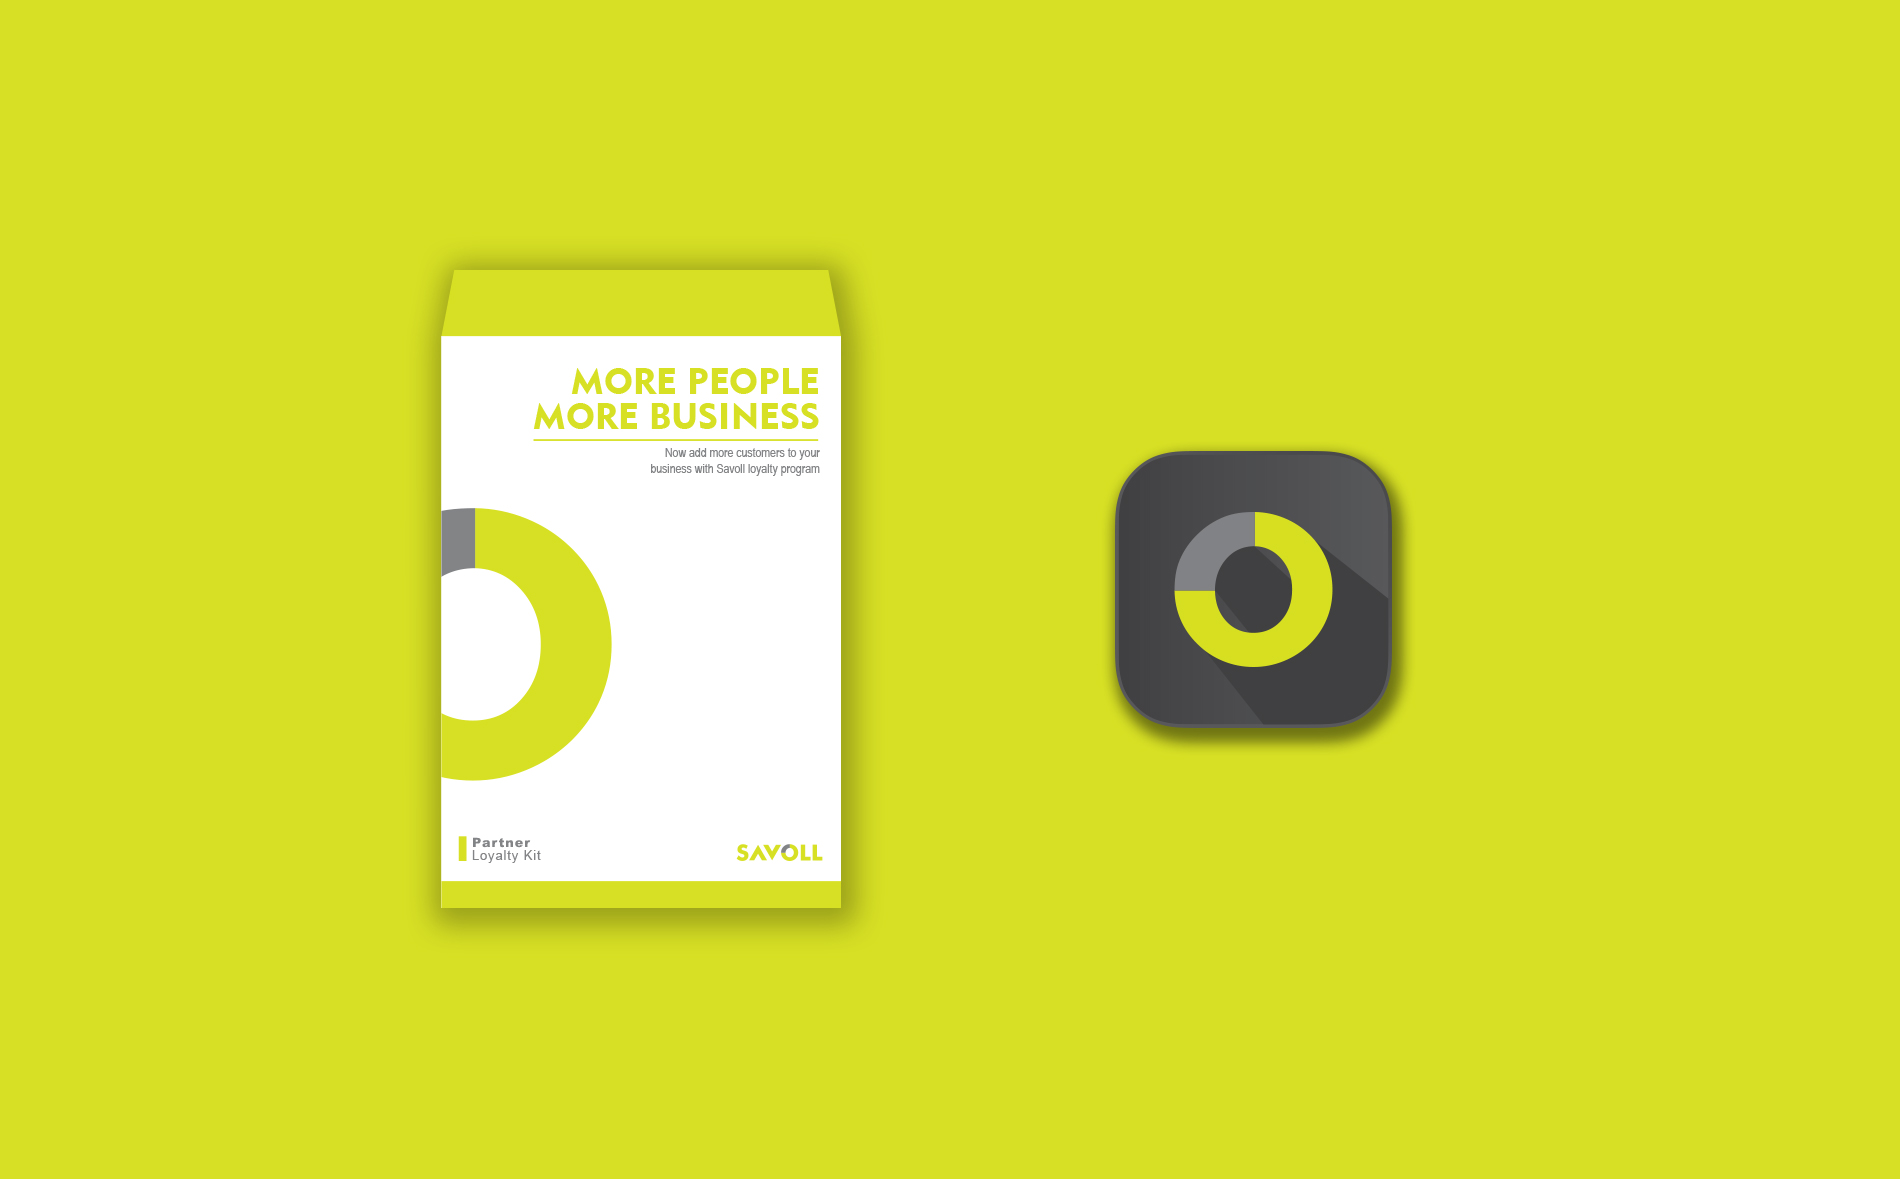 MORE PEOPLE
MORE BUSINESS
Now add more customers to your
business with Savoll loyalty program
Partner
Loyalty Kit
SAVOLL